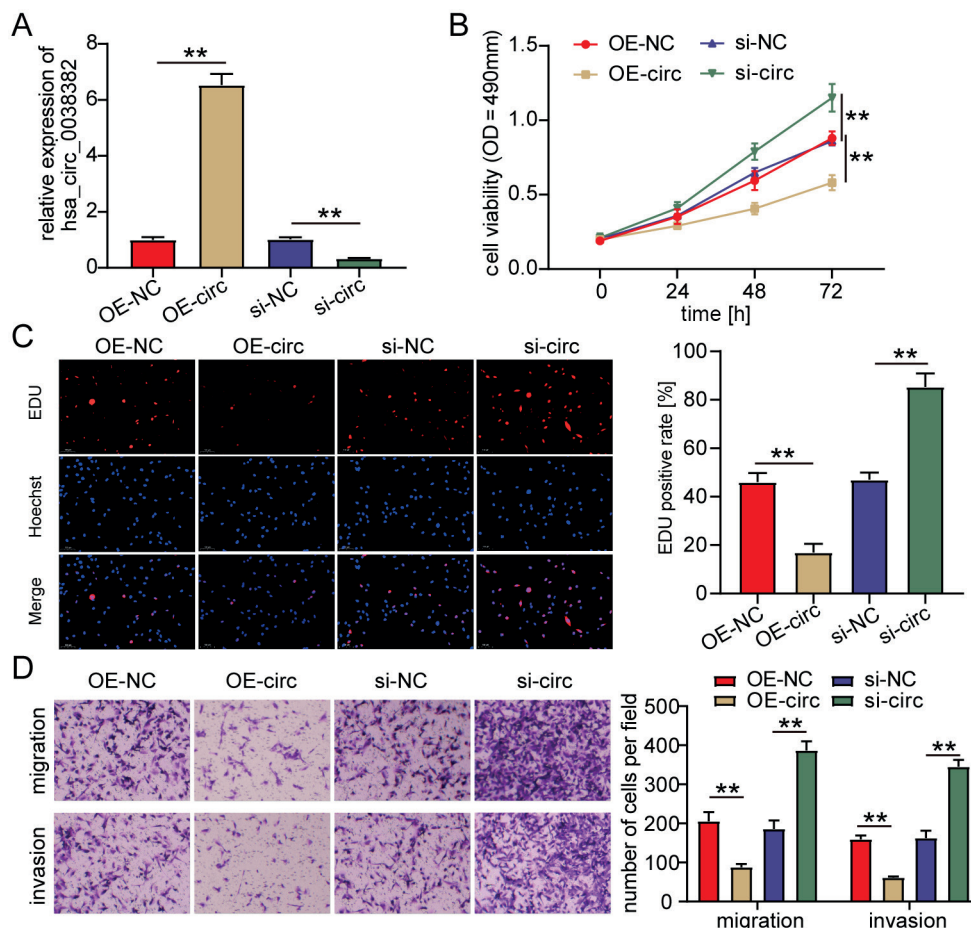 A
relative expression of
hsa_circ_0038382
8
6
4
2
0
**
**
OE-NC
OE-circ
si-NC
si-circ
B
OE-NC
si-NC
OE-circ
si-circ
cell viability (OD = 490mm)
1.5
1.0
0.5
0.0
**
**
0
24
48
72
time [h]
C
OE-NC
OE-circ
si-NC
si-circ
EDU
Hoechst
Merge
EDU positive rate [%]
100
80
60
40
20
0
**
**
OE-NC
OE-circ
si-NC
si-circ
D
OE-NC
OE-circ
si-NC
si-circ
migration
invasion
OE-NC
si-NC
OE-circ
si-circ
number of cells per field
500
400
300
200
100
0
**
**
**
**
migration
invasion